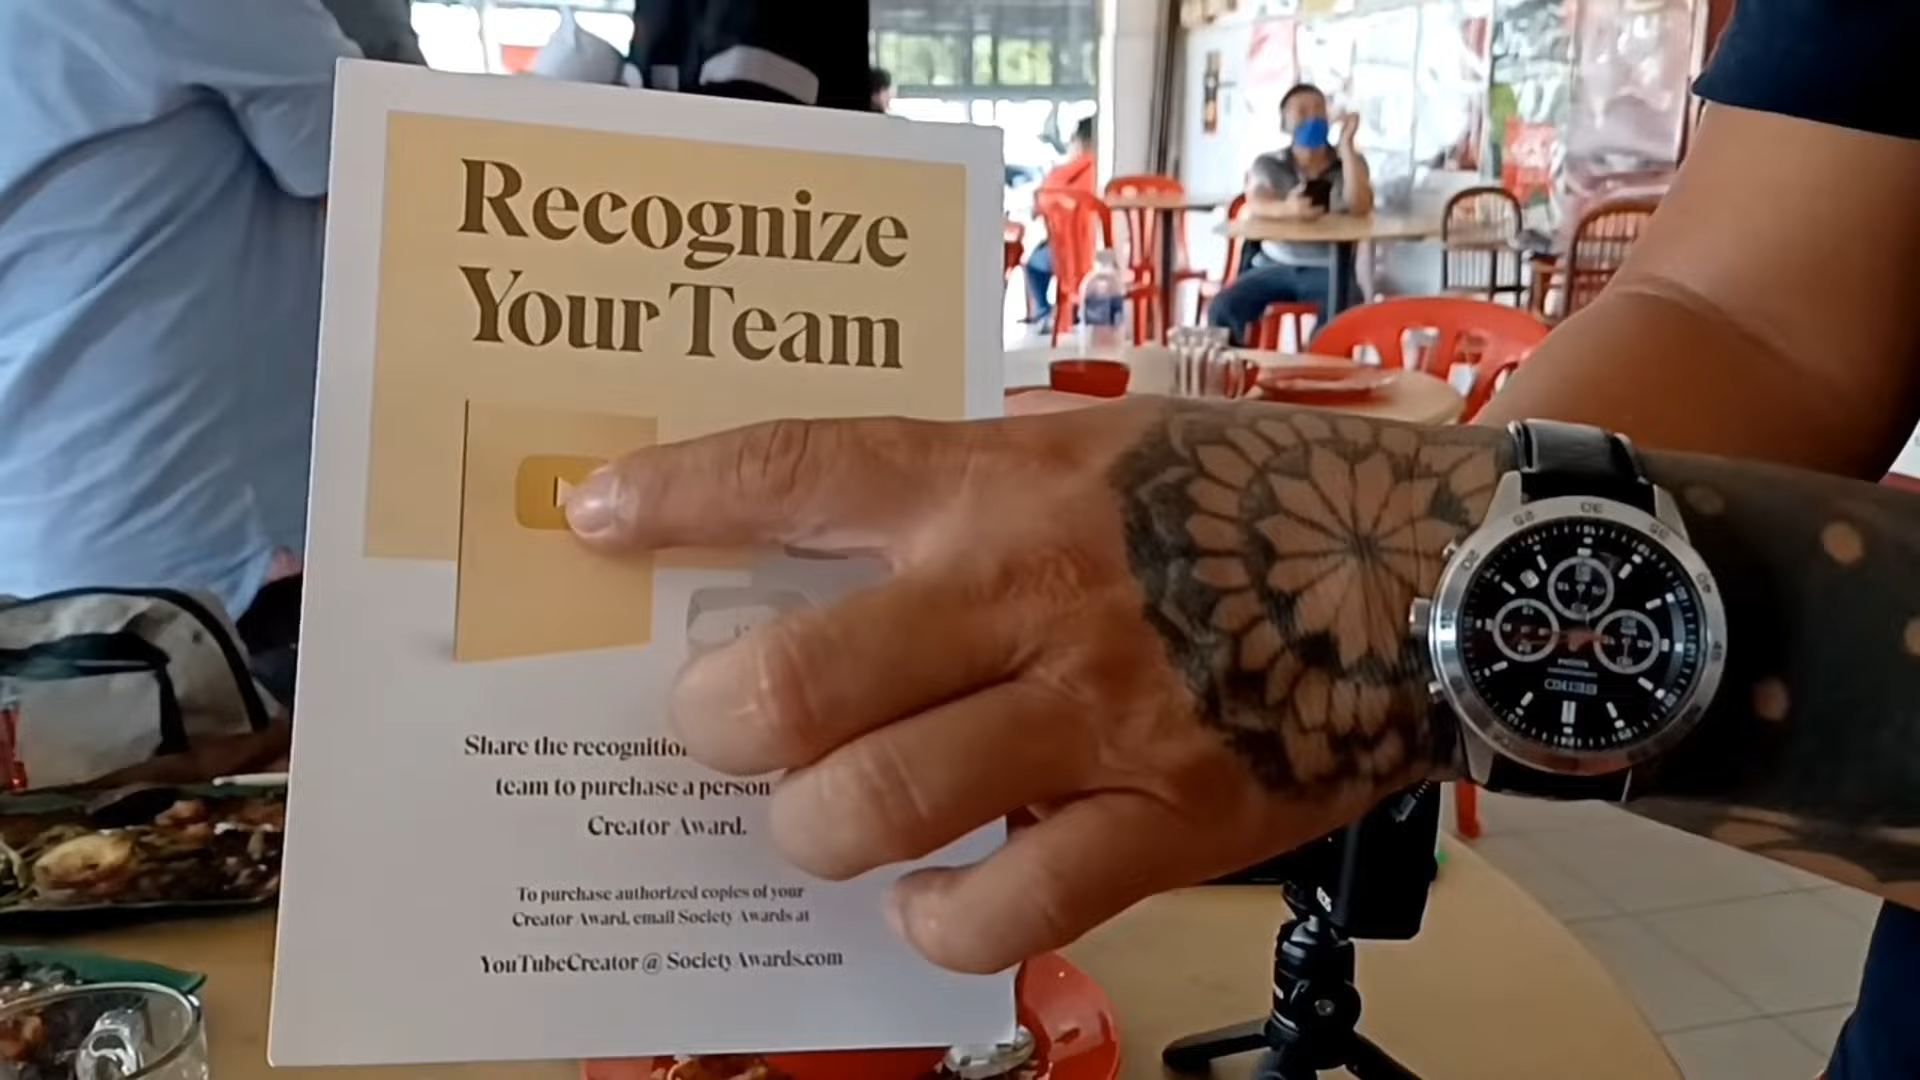 Recognize
Your Team
Share the recognition
team to purchase a person
Creator Award.
To purchase authorized copies of your
Creator Award, email Society Awards at
YouTubeCreator @ SocietyAwards.com
SEIKO